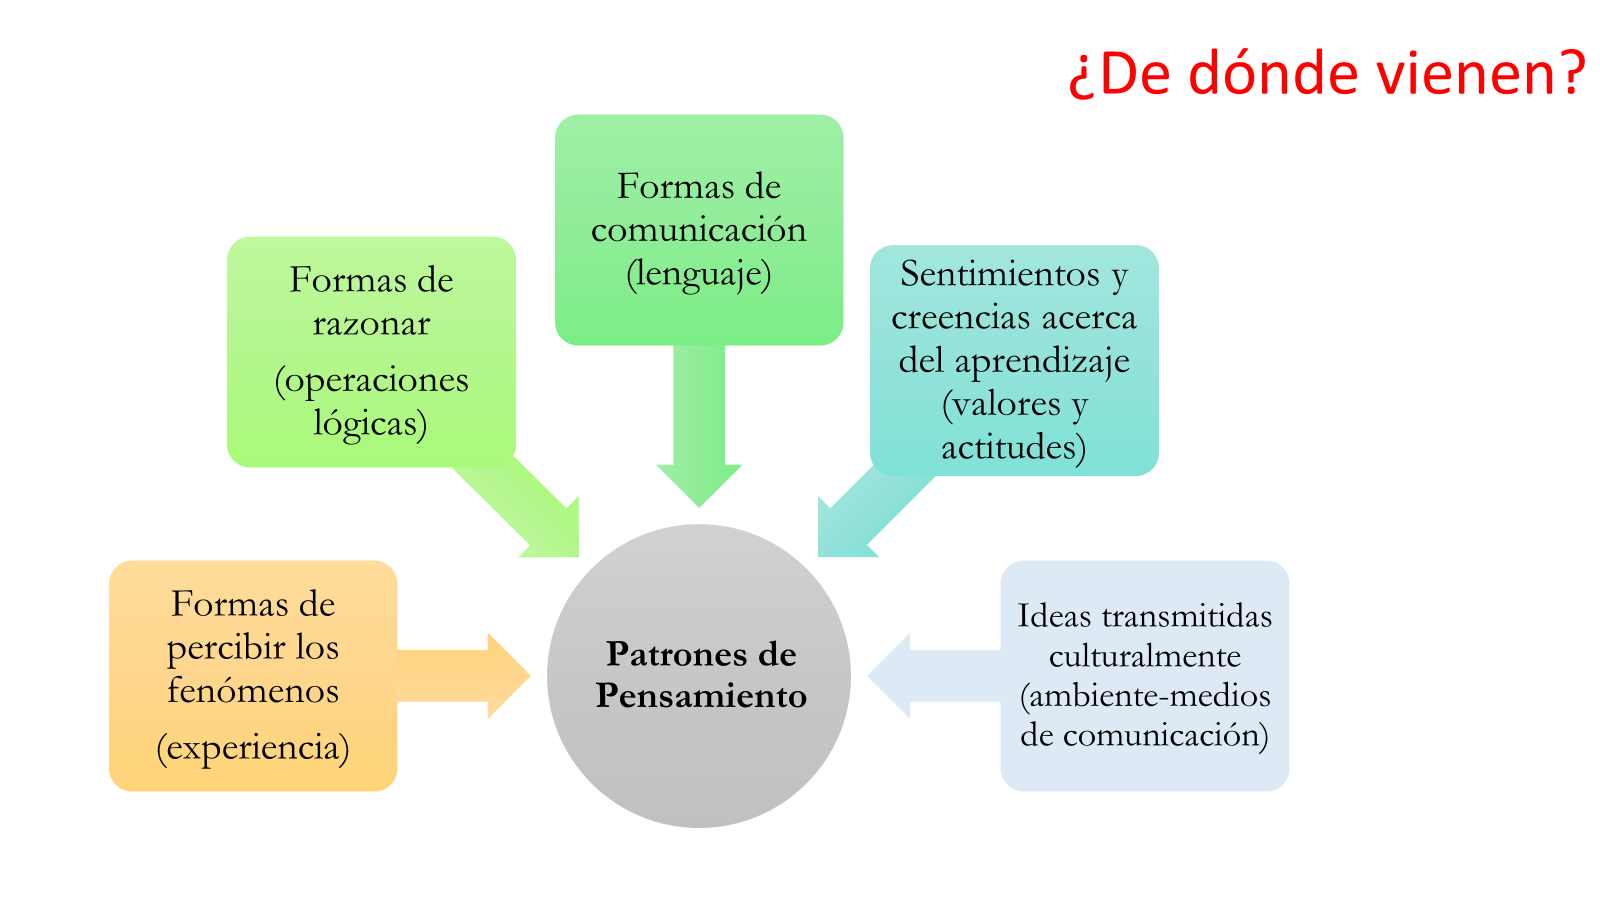 ¿De dónde vienen?
Formas de
comunicación
(lenguaje)
Formas de
razonar
(operaciones
lógicas)
Sentimientos y
creencias acerca
del aprendizaje
(valores y
actitudes)
Formas de
percibir los
fenómenos
(experiencia)
Patrones de
Pensamiento
Ideas transmitidas
culturalmente
(ambiente-medios
de comunicación)